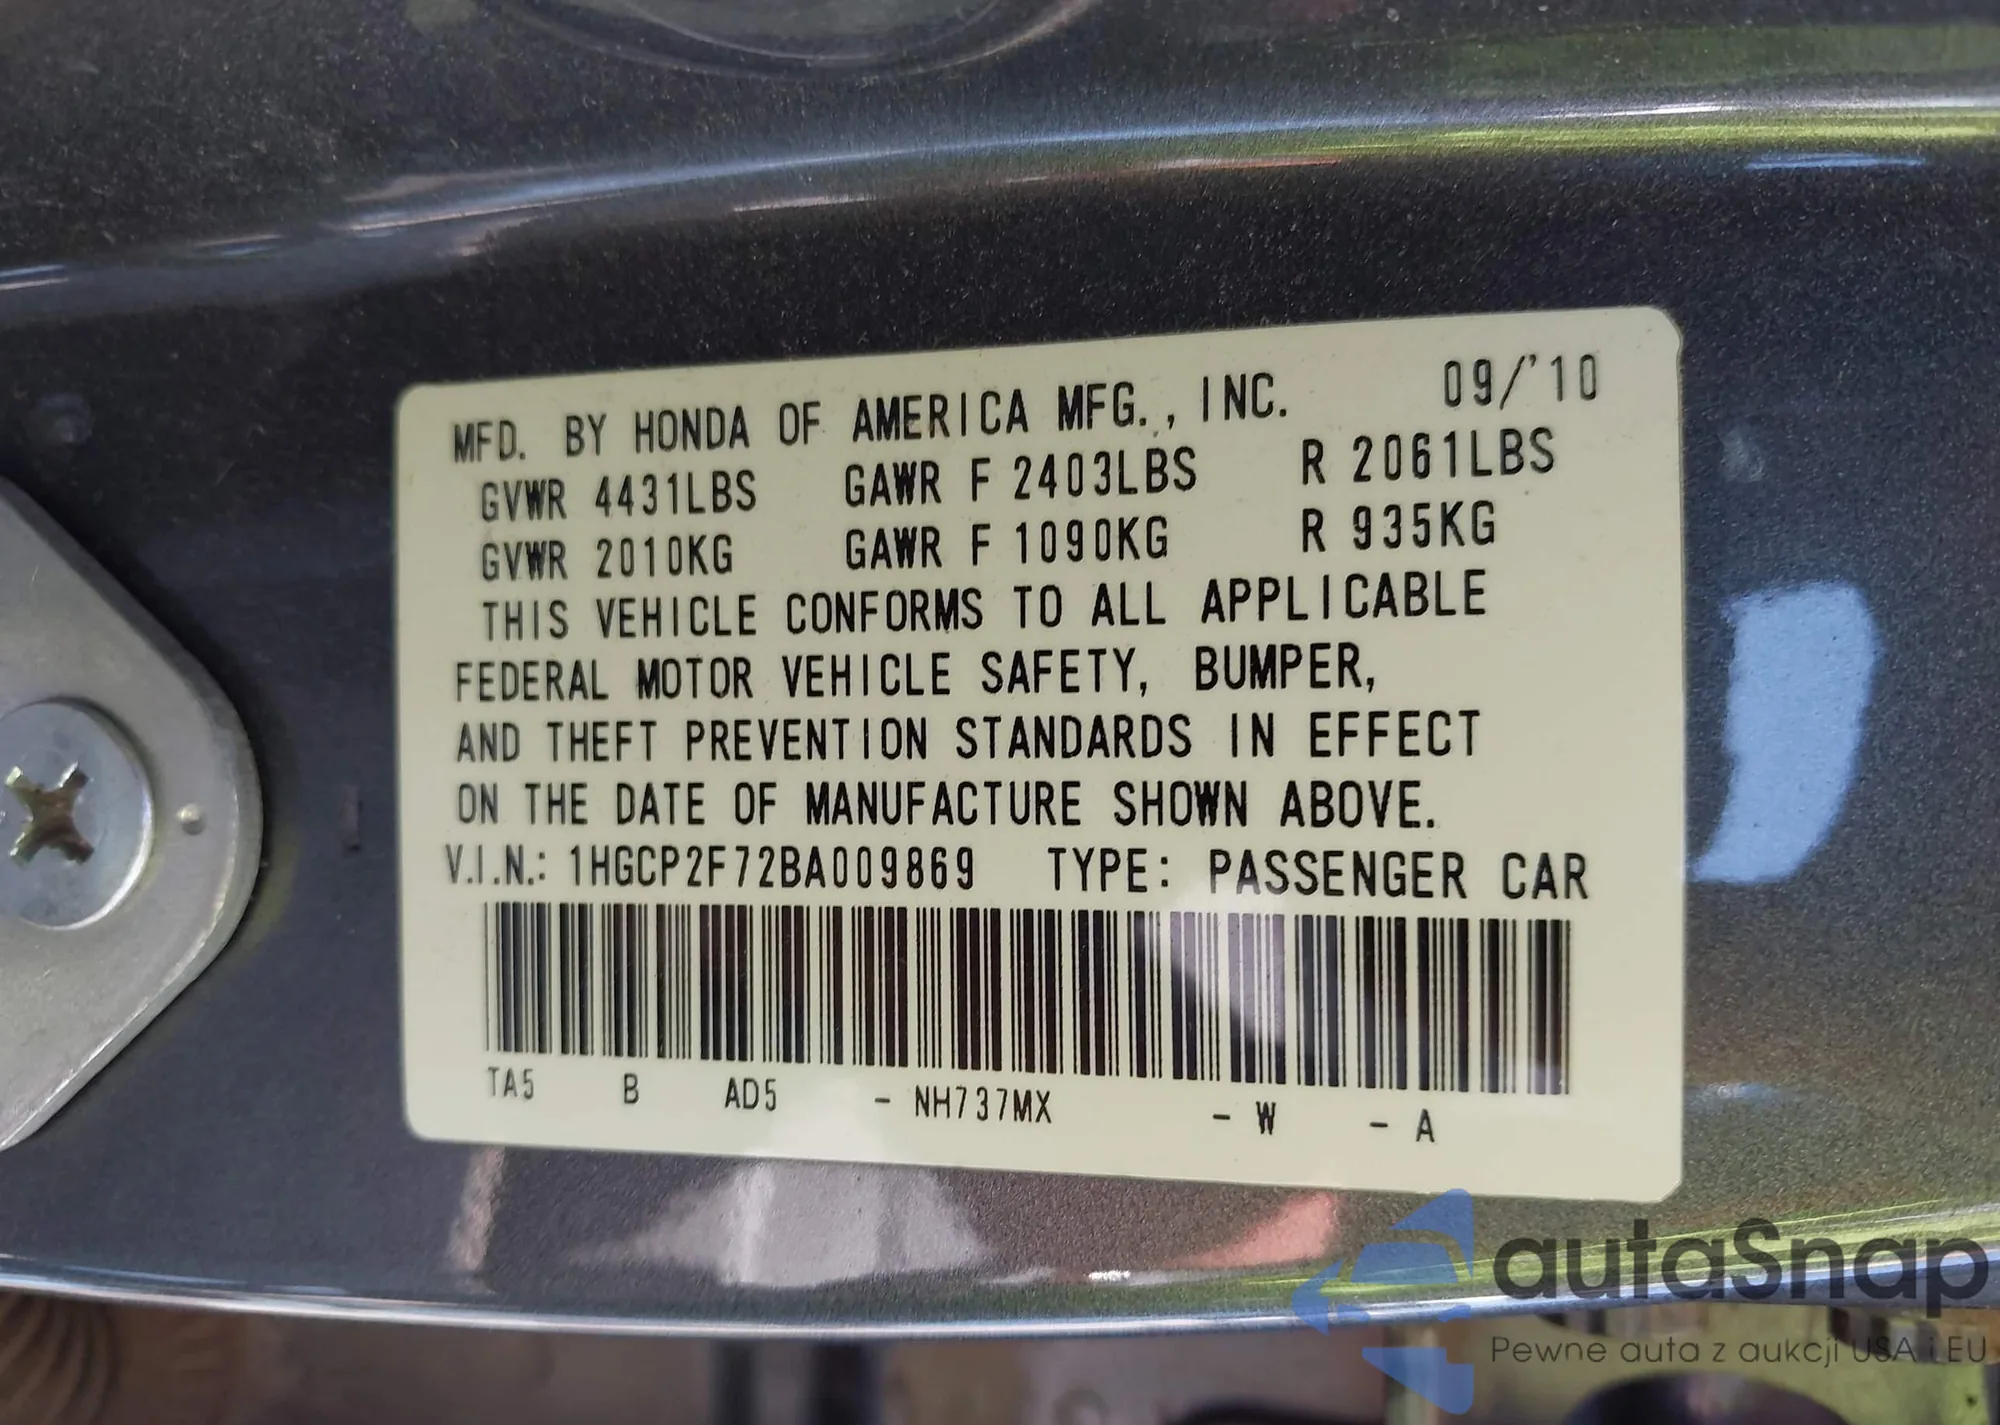 MFD. BY HONDA OF AMERICA MFG., INC. 09/'10
GVWR 4431LBS GAWR F 2403LBS R 2061LBS
GVWR 2010KG GAWR F 1090KG R 935KG
THIS VEHICLE CONFORMS TO ALL APPLICABLE
FEDERAL MOTOR VEHICLE SAFETY, BUMPER,
AND THEFT PREVENTION STANDARDS IN EFFECT
ON THE DATE OF MANUFACTURE SHOWN ABOVE.
V.I.N.: 1HGCP2F72BA009869 TYPE: PASSENGER CAR
TA5 B AD5 - NH737MX - W - A
autaSnap
Pewne auta z aukcji USA i EU